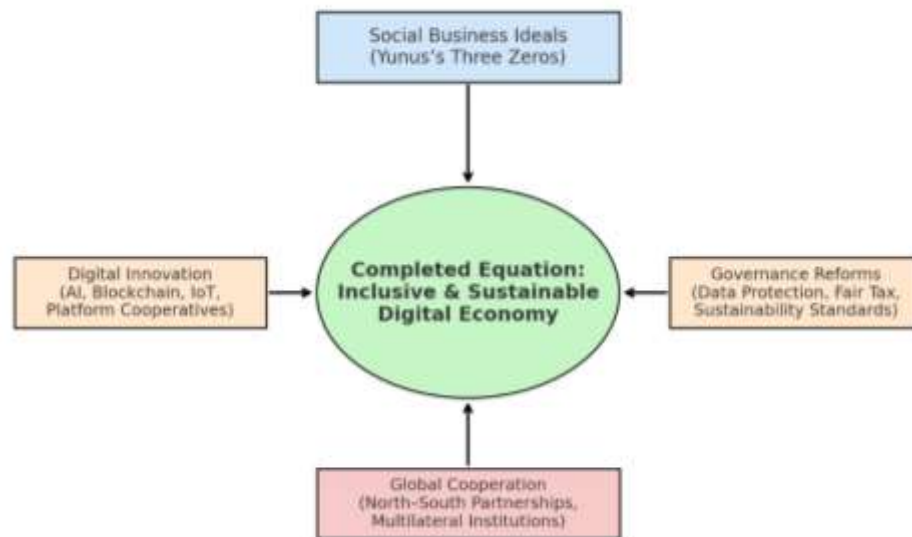 Social Business Ideals
(Yunus's Three Zeros)
Digital Innovation
(AI, Blockchain, IoT,
Platform Cooperatives)
Completed Equation:
Inclusive & Sustainable
Digital Economy
Governance Reforms
(Data Protection, Fair Tax,
Sustainability Standards)
Global Cooperation
(North–South Partnerships,
Multilateral Institutions)